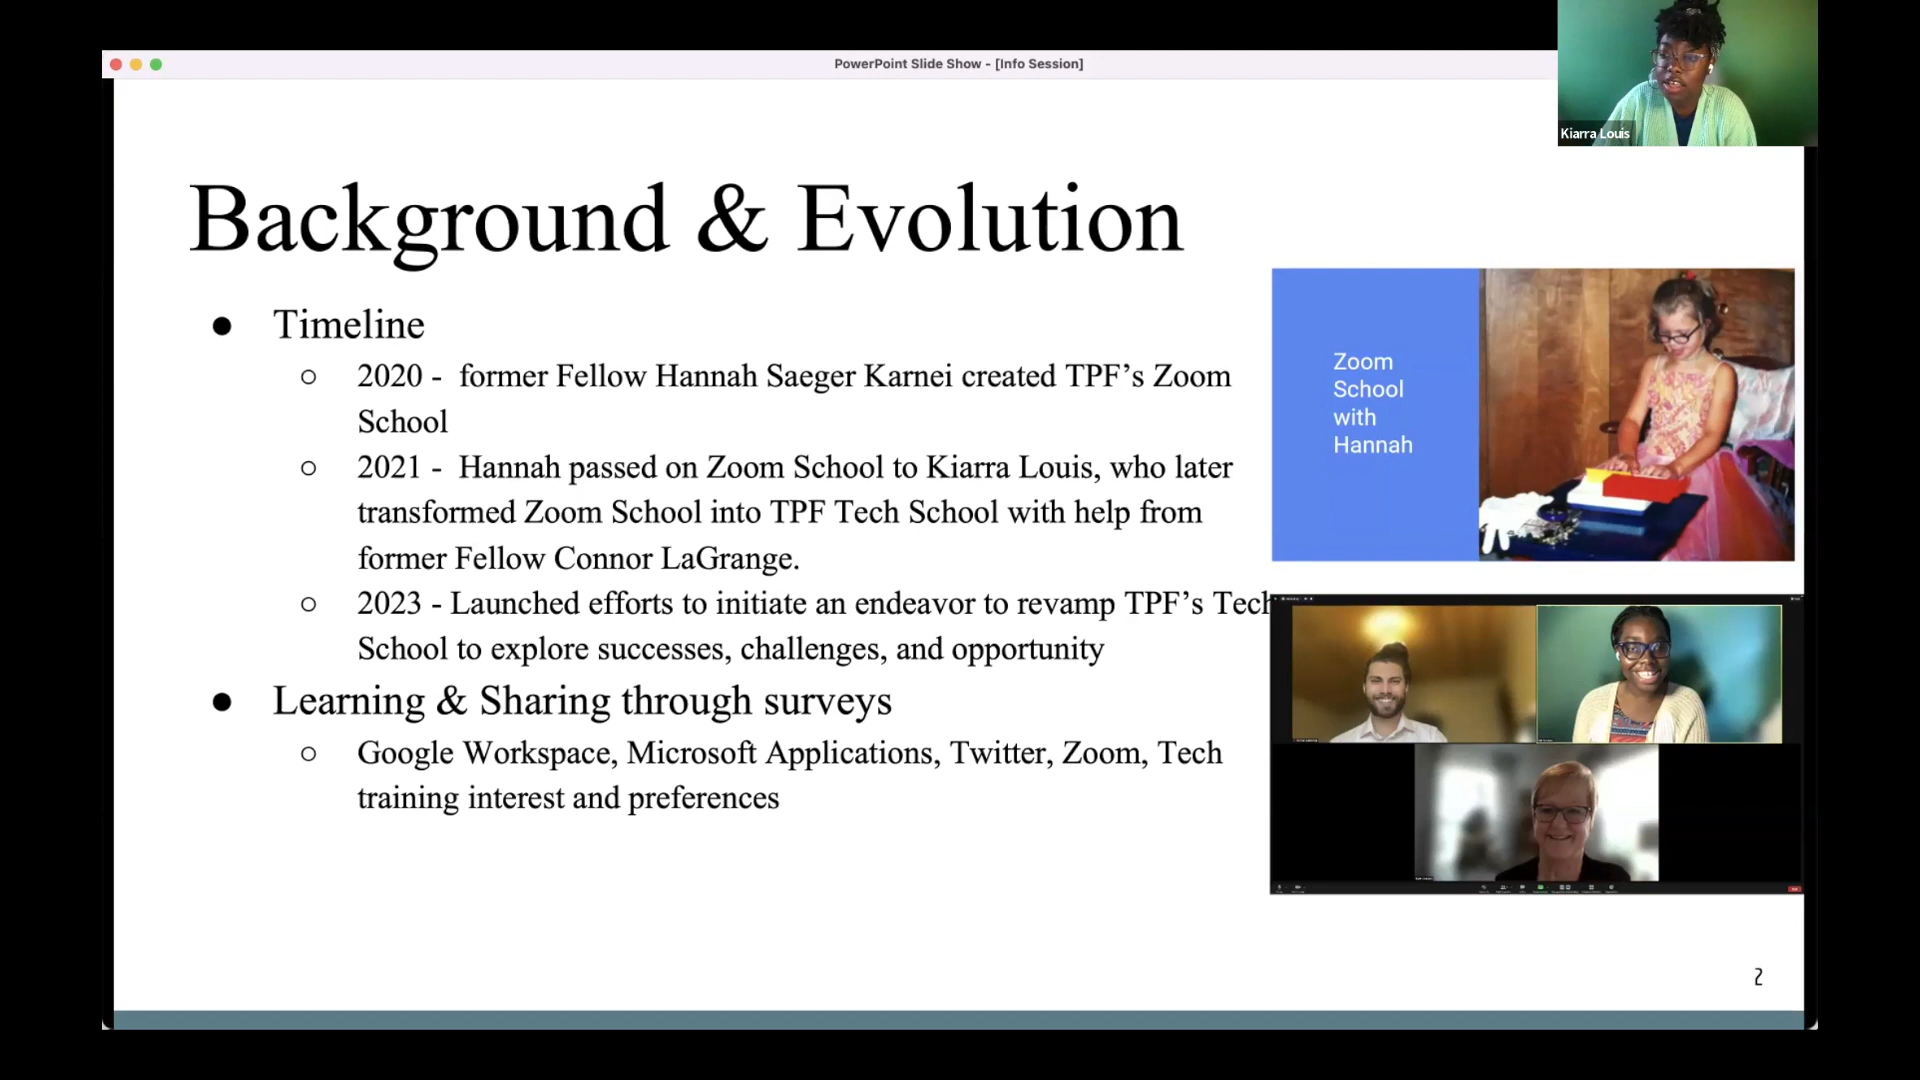 PowerPoint Slide Show - [Info Session]
Kiarra Louis
Background & Evolution
● Timeline
○ 2020 -  former Fellow Hannah Saeger Karnei created TPF’s Zoom
School
○ 2021 -  Hannah passed on Zoom School to Kiarra Louis, who later
transformed Zoom School into TPF Tech School with help from
former Fellow Connor LaGrange.
○ 2023 - Launched efforts to initiate an endeavor to revamp TPF’s Tech
School to explore successes, challenges, and opportunity
● Learning & Sharing through surveys
○ Google Workspace, Microsoft Applications, Twitter, Zoom, Tech
training interest and preferences
Zoom
School
with
Hannah
2